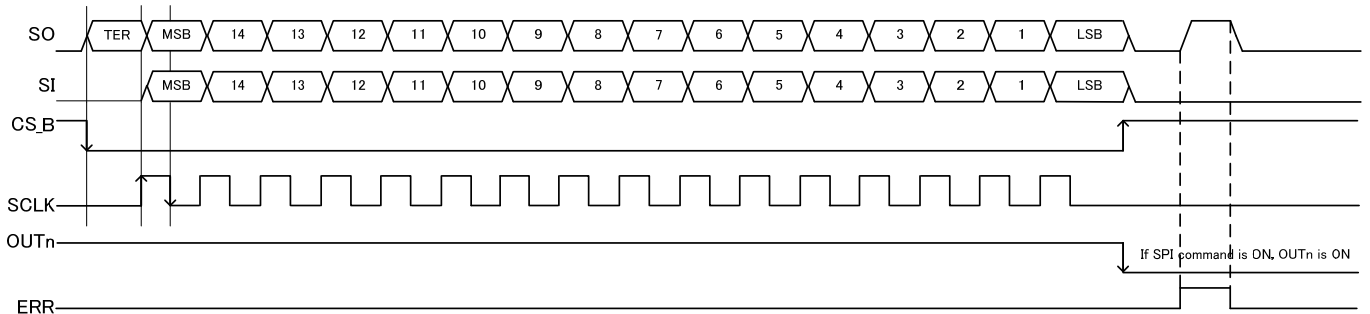 SO TER MSB 14 13 12 11 10 9 8 7 6 5 4 3 2 1 LSB
SI MSB 14 13 12 11 10 9 8 7 6 5 4 3 2 1 LSB
CS_B
SCLK
OUTn
If SPI command is ON, OUTn is ON
ERR